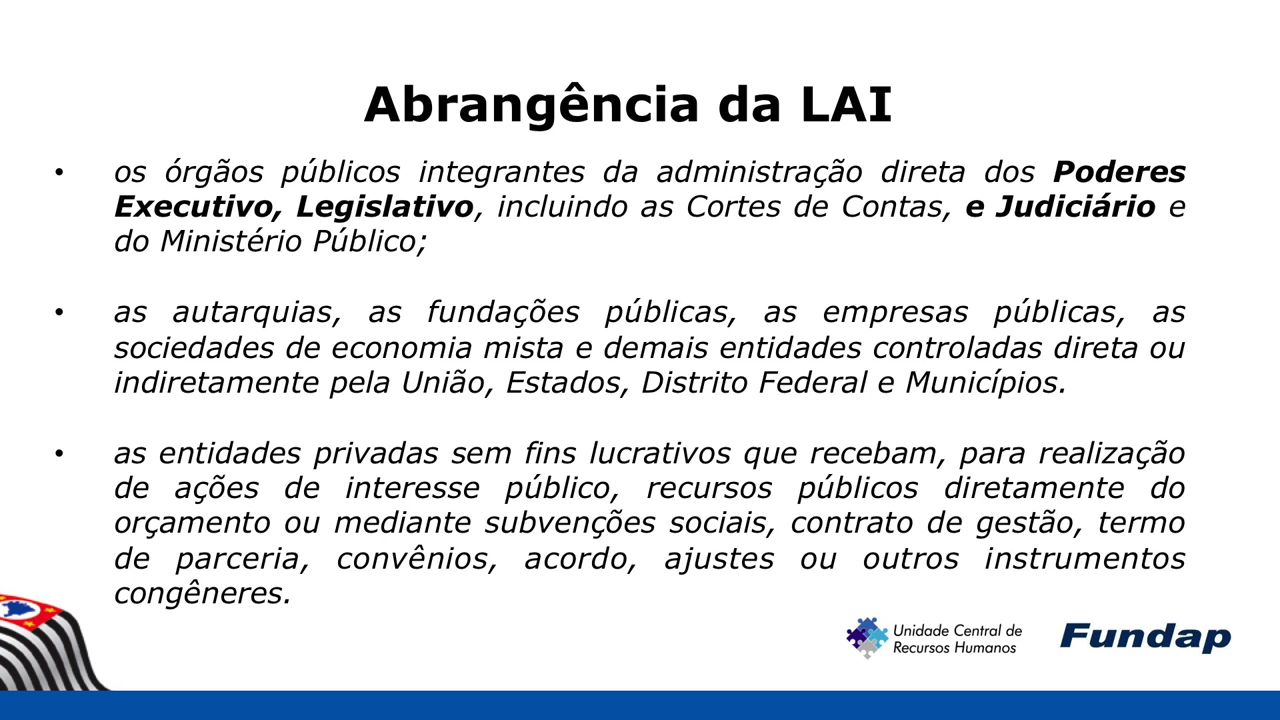 Abrangência da LAI
• os órgãos públicos integrantes da administração direta dos Poderes
Executivo, Legislativo, incluindo as Cortes de Contas, e Judiciário e
do Ministério Público;
• as autarquias, as fundações públicas, as empresas públicas, as
sociedades de economia mista e demais entidades controladas direta ou
indiretamente pela União, Estados, Distrito Federal e Municípios.
• as entidades privadas sem fins lucrativos que recebam, para realização
de ações de interesse público, recursos públicos diretamente do
orçamento ou mediante subvenções sociais, contrato de gestão, termo
de parceria, convênios, acordo, ajustes ou outros instrumentos
congêneres.
Unidade Central de
Recursos Humanos
Fundap